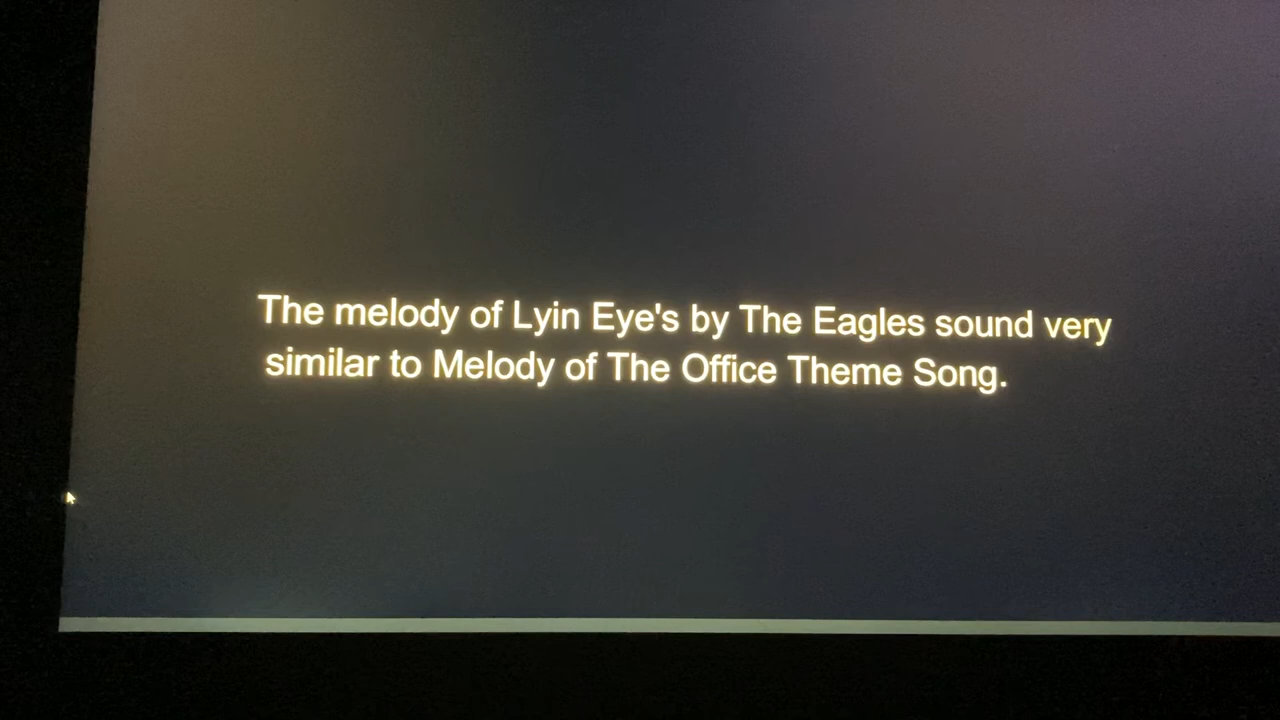 The melody of Lyin Eye's by The Eagles sound very
similar to Melody of The Office Theme Song.